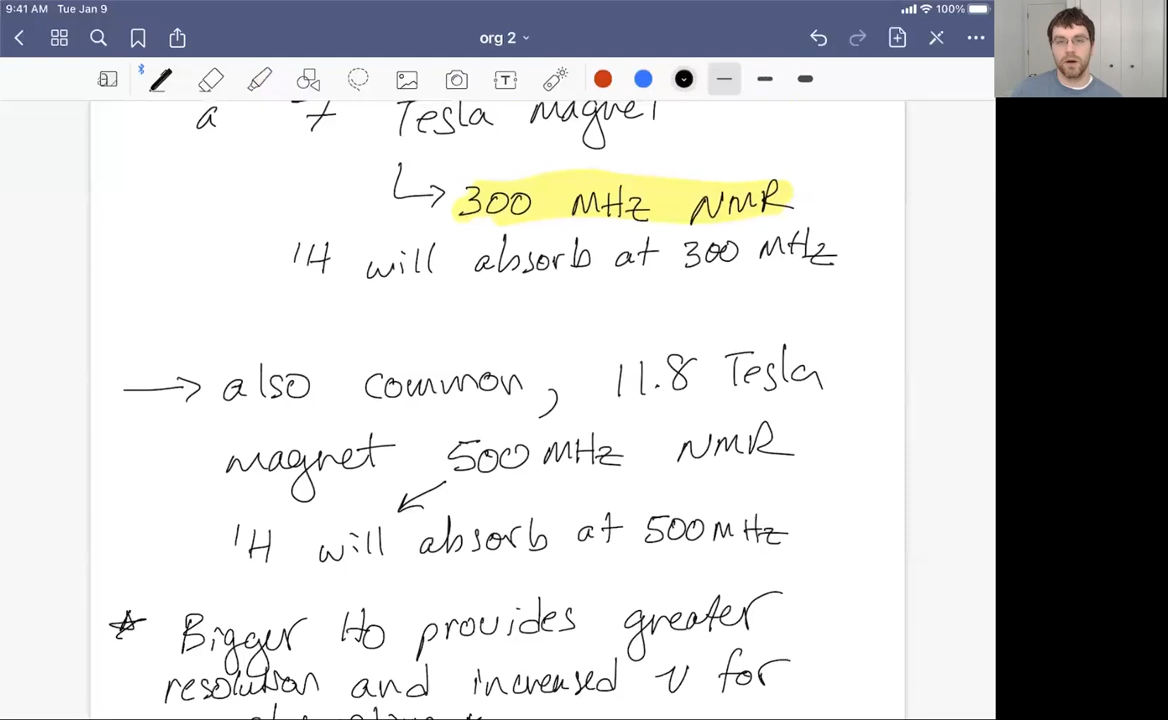 9:41 AM Tue Jan 9
100%
org 2
T
a 7 Tesla magnet
300 MHz NMR
1H will absorb at 300 MHz
also common, 11.8 Tesla
magnet 500 MHz NMR
1H will absorb at 500 MHz
Bigger Ho provides greater
resolution and increased ν for